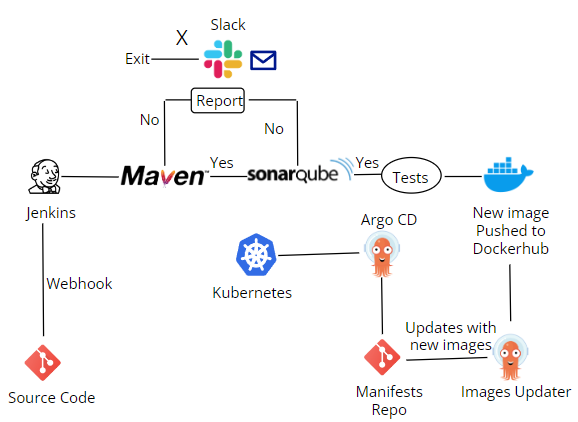 Slack
X
Exit
Report
No
No
Maven™
Yes
sonarqube
Yes
Tests
Jenkins
New image
Pushed to
Dockerhub
Argo CD
Kubernetes
Webhook
Updates with
new images
Source Code
Manifests
Repo
Images Updater